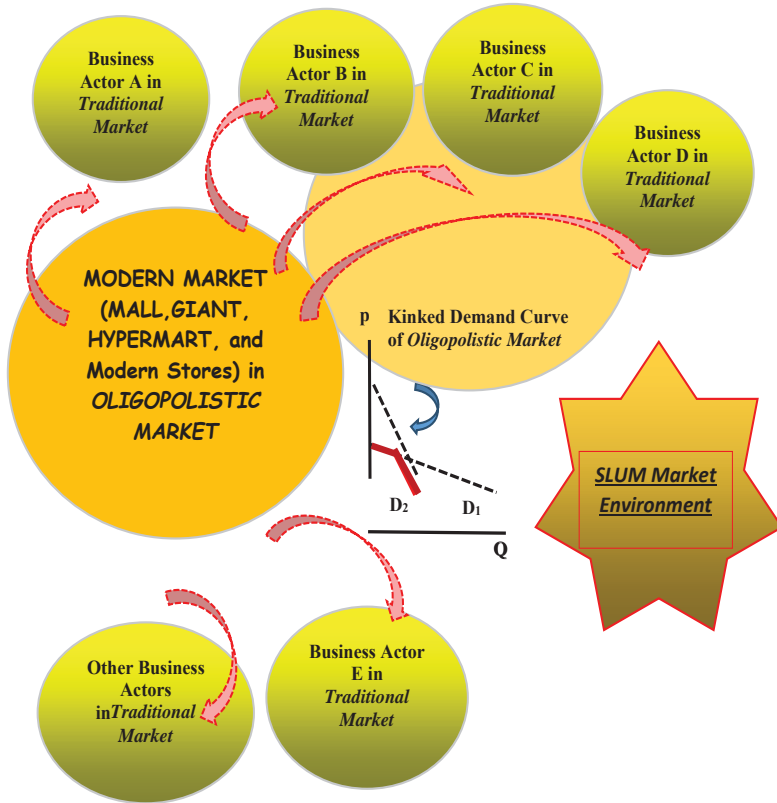 Business
Actor A in
Traditional
Market
Business
Actor B in
Traditional
Market
Business
Actor C in
Traditional
Market
Business
Actor D in
Traditional
Market
MODERN MARKET
(MALL,GIANT,
HYPERMART, and
Modern Stores) in
OLIGOPOLISTIC
MARKET
p
Kinked Demand Curve
of Oligopolistic Market
D2
D1
Q
SLUM Market
Environment
Other Business
Actors
inTraditional
Market
Business Actor
E in
Traditional
Market